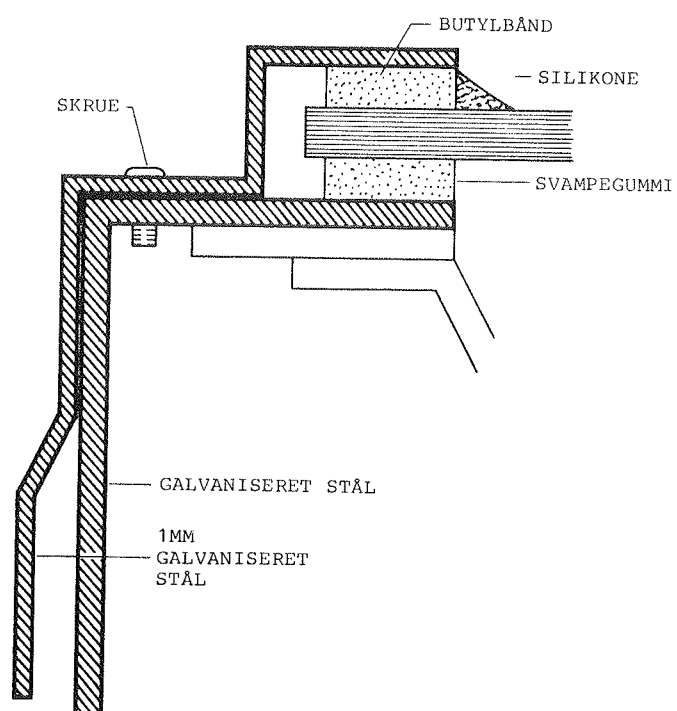 BUTYLBÅND
SILIKONE
SKRUE
SVAMPEGUMMI
GALVANISERET STÅL
1MM
GALVANISERET
STÅL